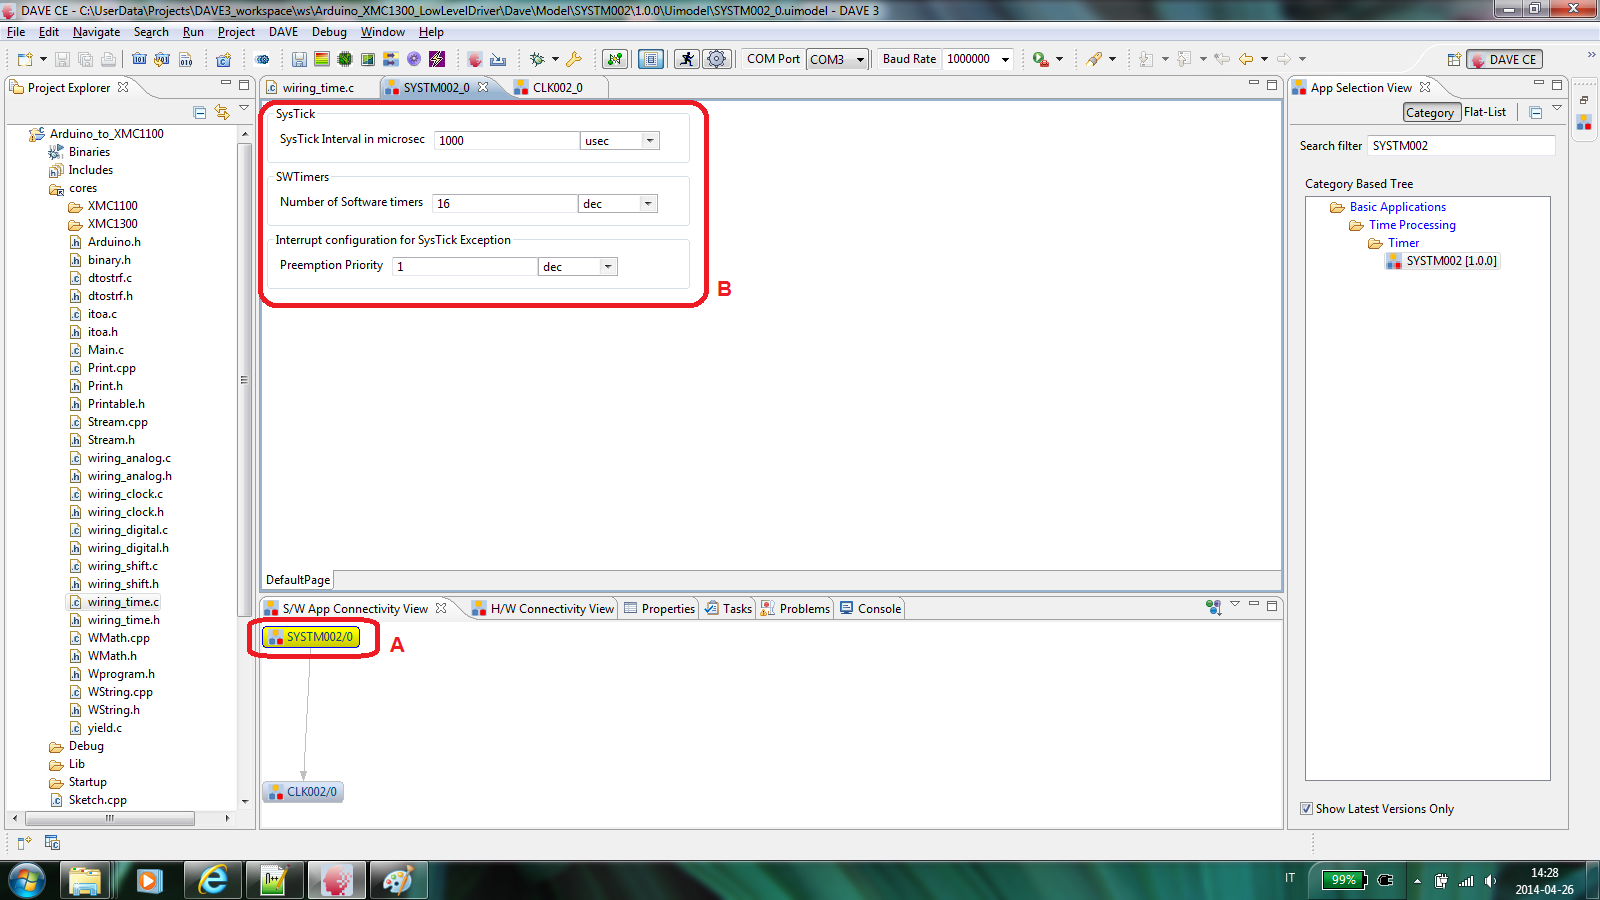 DAVE CE - C:\UserData\Projects\DAVE3_workspace\ws\Arduino_XMC1300_LowLevelDriver\Dave\Model\SYSTM002\1.0.0\Uimodel\SYSTM002_0.uimodel - DAVE 3
File Edit Navigate Search Run Project DAVE Debug Window Help
COM Port COM3 Baud Rate 1000000 DAVE CE
Project Explorer
Arduino_to_XMC1100
Binaries
Includes
cores
XMC1100
XMC1300
Arduino.h
binary.h
dtostrf.c
dtostrf.h
itoa.c
itoa.h
Main.c
Print.cpp
Print.h
Printable.h
Stream.cpp
Stream.h
wiring_analog.c
wiring_analog.h
wiring_clock.c
wiring_clock.h
wiring_digital.c
wiring_digital.h
wiring_shift.c
wiring_shift.h
wiring_time.c
wiring_time.h
WMath.cpp
WMath.h
Wprogram.h
WString.cpp
WString.h
yield.c
Debug
Lib
Startup
Sketch.cpp
wiring_time.c SYSTM002_0 CLK002_0
SysTick
SysTick Interval in microsec 1000 usec
SWTimers
Number of Software timers 16 dec
Interrupt configuration for SysTick Exception
Preemption Priority 1 dec
B
DefaultPage
S/W App Connectivity View H/W Connectivity View Properties Tasks Problems Console
SYSTM002/0
A
CLK002/0
App Selection View
Category Flat-List
Search filter SYSTM002
Category Based Tree
Basic Applications
Time Processing
Timer
SYSTM002 [1.0.0]
Show Latest Versions Only
IT 99% 14:28
2014-04-26